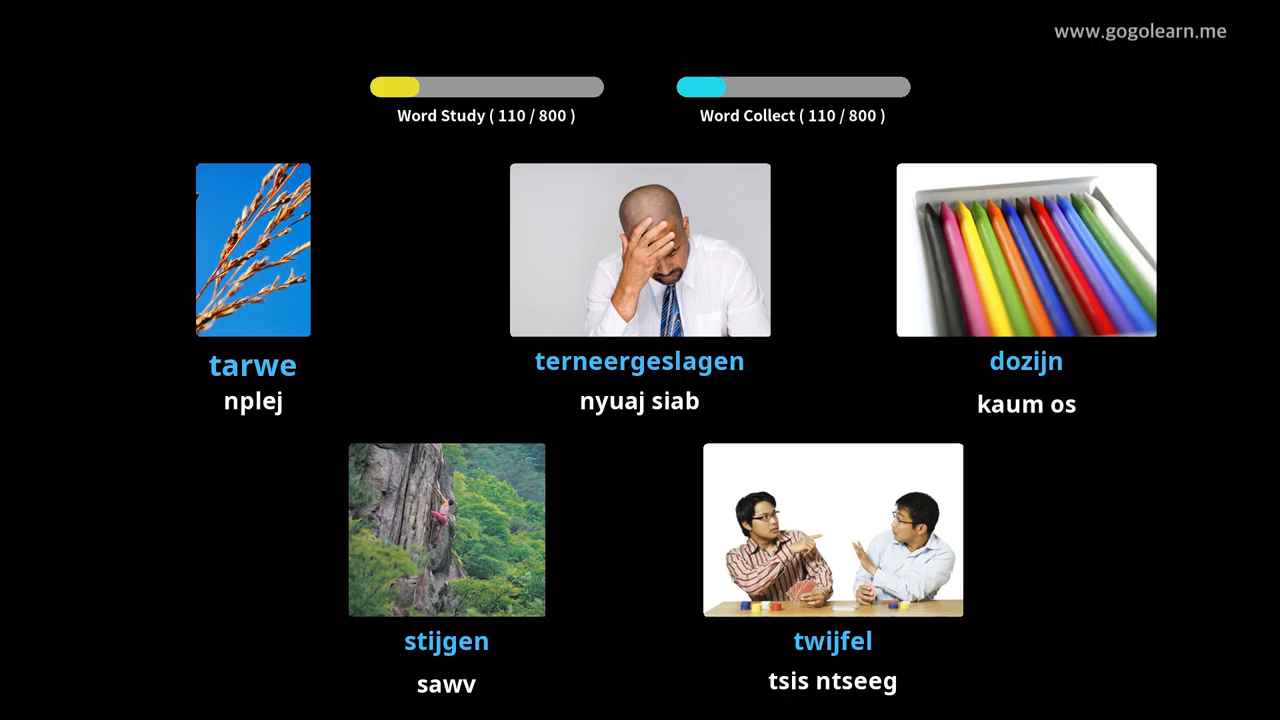 www.gogolearn.me
Word Study ( 110 / 800 )
Word Collect ( 110 / 800 )
tarwe
nplej
terneergeslagen
nyuaj siab
dozijn
kaum os
stijgen
sawv
twijfel
tsis ntseeg